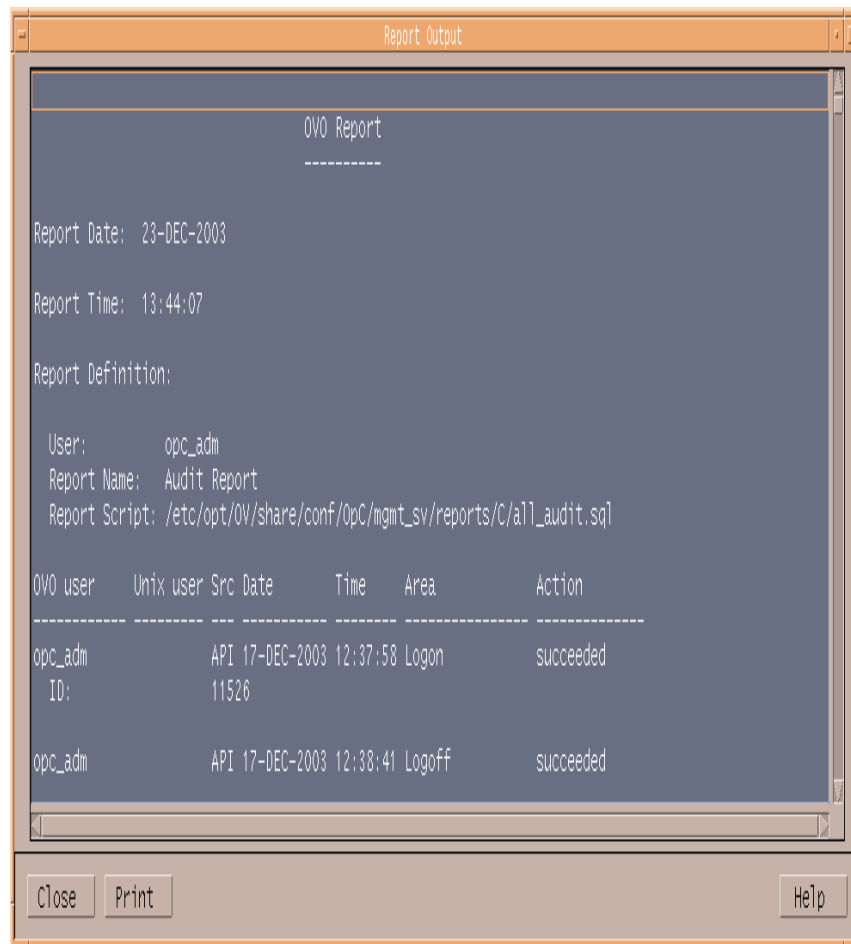 Report Output
OVO Report
----------
Report Date:  23-DEC-2003
Report Time:  13:44:07
Report Definition:
User:          opc_adm
Report Name:   Audit Report
Report Script: /etc/opt/OV/share/conf/OpC/mgmt_sv/reports/C/all_audit.sql
OVO user     Unix user Src Date        Time     Area             Action
------------ --------- --- ----------- -------- ---------------- --------------
opc_adm                API 17-DEC-2003 12:37:58 Logon            succeeded
ID:                  11526
opc_adm                API 17-DEC-2003 12:38:41 Logoff           succeeded
Close Print Help